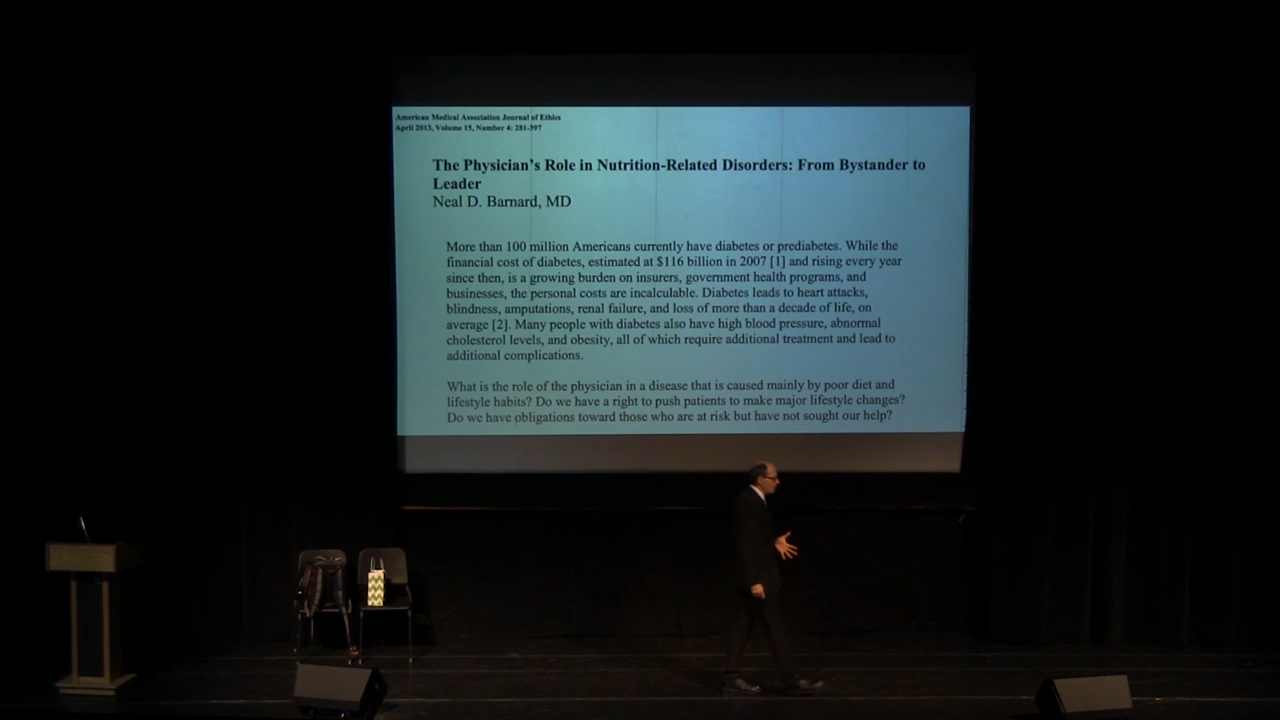 American Medical Association Journal of Ethics
April 2013, Volume 15, Number 4: 281-397
The Physician's Role in Nutrition-Related Disorders: From Bystander to
Leader
Neal D. Barnard, MD
More than 100 million Americans currently have diabetes or prediabetes. While the
financial cost of diabetes, estimated at $116 billion in 2007 [1] and rising every year
since then, is a growing burden on insurers, government health programs, and
businesses, the personal costs are incalculable. Diabetes leads to heart attacks,
blindness, amputations, renal failure, and loss of more than a decade of life, on
average [2]. Many people with diabetes also have high blood pressure, abnormal
cholesterol levels, and obesity, all of which require additional treatment and lead to
additional complications.
What is the role of the physician in a disease that is caused mainly by poor diet and
lifestyle habits? Do we have a right to push patients to make major lifestyle changes?
Do we have obligations toward those who are at risk but have not sought our help?